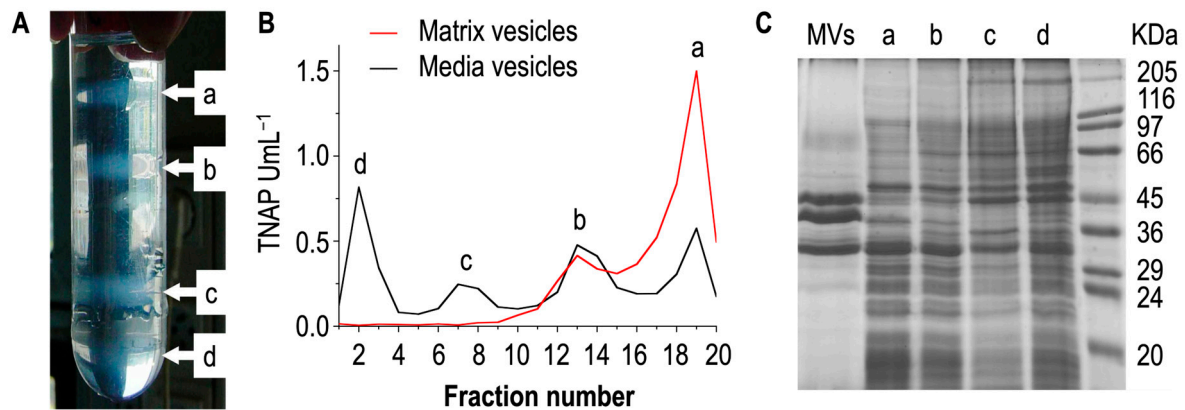 A
a
b
c
d
B
Matrix vesicles
Media vesicles
TNAP UmL⁻¹
1.5
1.0
0.5
0.0
d
c
b
a
2 4 6 8 10 12 14 16 18 20
Fraction number
C
MVs a b c d KDa
205
116
97
66
45
36
29
24
20